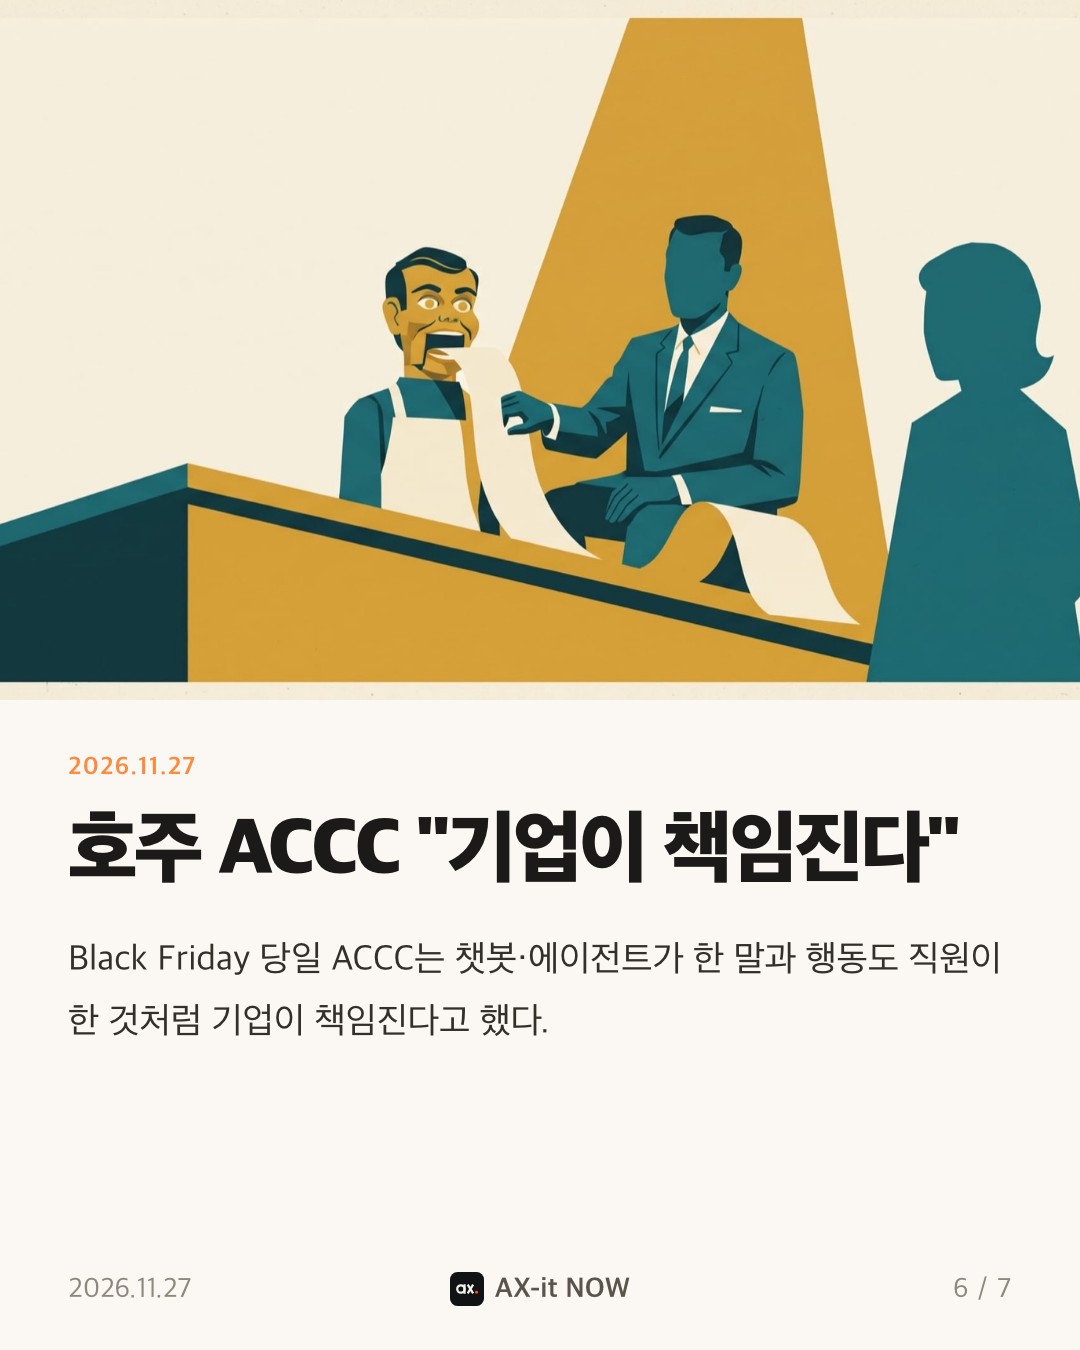 2026.11.27
호주 ACCC "기업이 책임진다"
Black Friday 당일 ACCC는 챗봇·에이전트가 한 말과 행동도 직원이
한 것처럼 기업이 책임진다고 했다.
2026.11.27
ax.
AX-it NOW
6 / 7